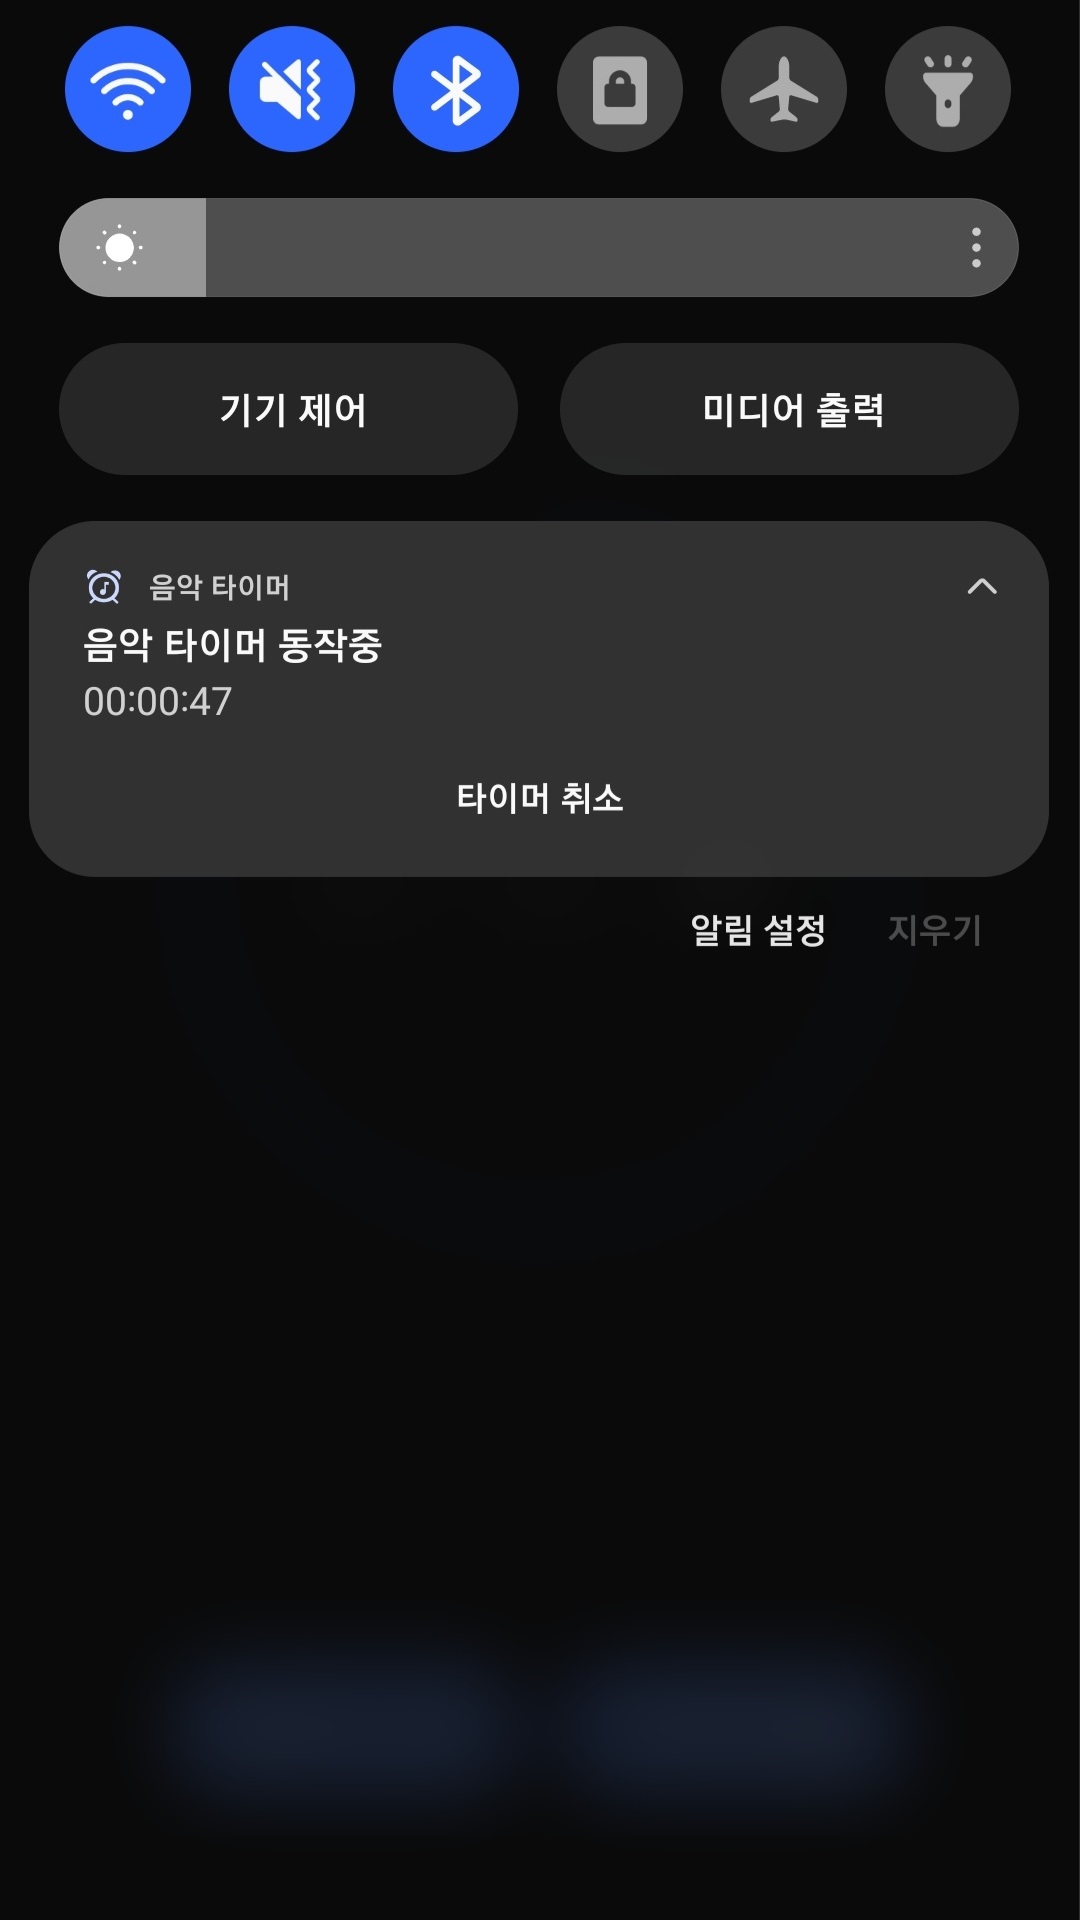 기기 제어
미디어 출력
음악 타이머
음악 타이머 동작중
00:00:47
타이머 취소
알림 설정
지우기